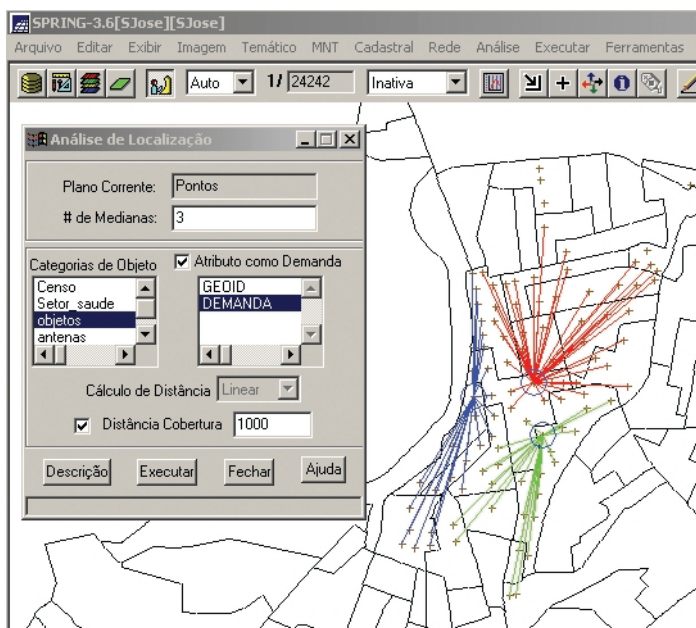 SPRING-3.6[SJose][SJose]
Arquivo Editar Exibir Imagem Temático MNT Cadastral Rede Análise Executar Ferramentas
Auto 1/ 24242 Inativa
Análise de Localização
Plano Corrente: Pontos
# de Medianas: 3
Categorias de Objeto Atributo como Demanda
Censo GEOID
Setor_saude DEMANDA
objetos
antenas
Cálculo de Distância Linear
Distância Cobertura 1000
Descrição Executar Fechar Ajuda